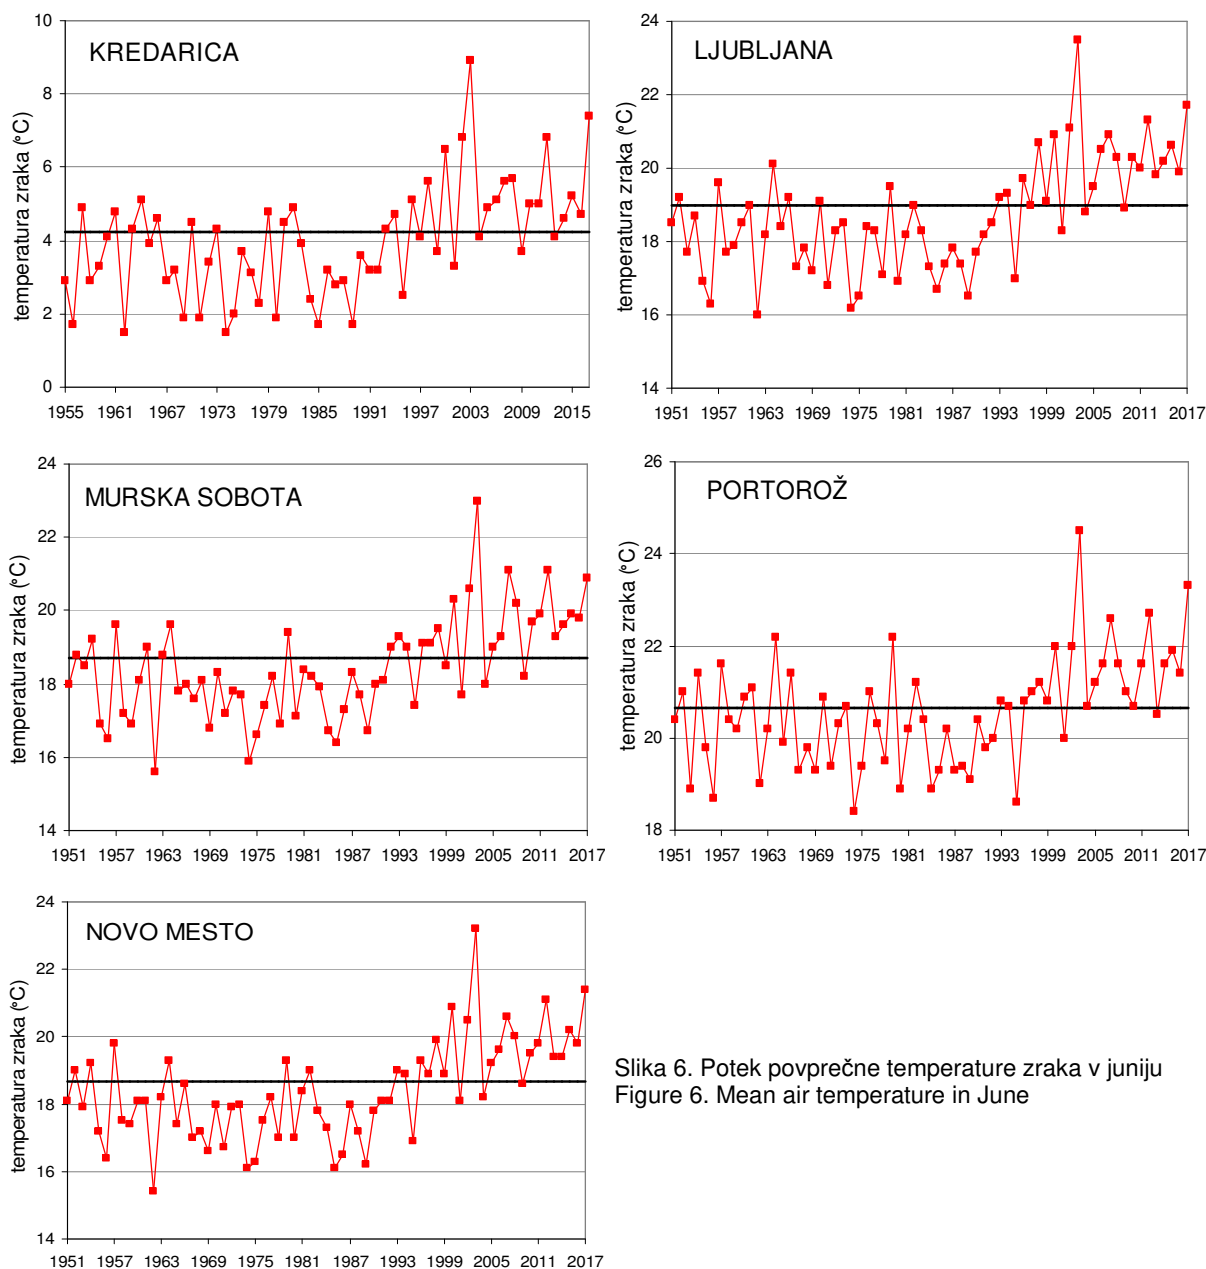 KREDARICA
temperatura zraka (°C)
10
8
6
4
2
0
1955 1961 1967 1973 1979 1985 1991 1997 2003 2009 2015
LJUBLJANA
temperatura zraka (°C)
24
22
20
18
16
14
1951 1957 1963 1969 1975 1981 1987 1993 1999 2005 2011 2017
MURSKA SOBOTA
temperatura zraka (°C)
24
22
20
18
16
14
1951 1957 1963 1969 1975 1981 1987 1993 1999 2005 2011 2017
PORTOROŽ
temperatura zraka (°C)
26
24
22
20
18
1951 1957 1963 1969 1975 1981 1987 1993 1999 2005 2011 2017
NOVO MESTO
temperatura zraka (°C)
24
22
20
18
16
14
1951 1957 1963 1969 1975 1981 1987 1993 1999 2005 2011 2017
Slika 6. Potek povprečne temperature zraka v juniju
Figure 6. Mean air temperature in June